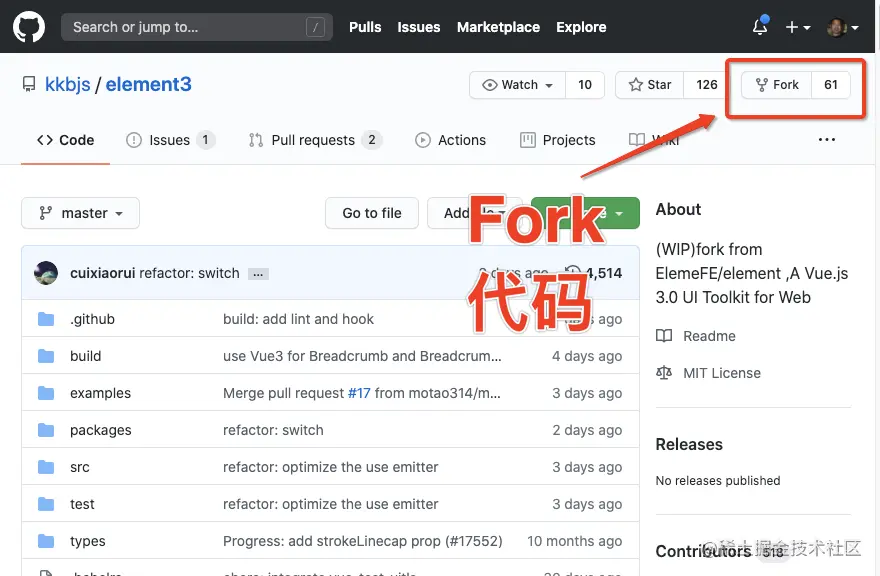 Search or jump to... /
Pulls Issues Marketplace Explore
kkbjs / element3
Watch 10 Star 126 Fork 61
Code Issues 1 Pull requests 2 Actions Projects Wiki ...
master Go to file
Fork
代码
cuixiaorui refactor: switch ... 4,514
.github build: add lint and hook
build use Vue3 for Breadcrumb and Breadcrum... 4 days ago
examples Merge pull request #17 from motao314/m... 3 days ago
packages refactor: switch 2 days ago
src refactor: optimize the use emitter 3 days ago
test refactor: optimize the use emitter 3 days ago
types Progress: add strokeLinecap prop (#17552) 10 months ago
About
(WIP)fork from
ElemeFE/element ,A Vue.js
3.0 UI Toolkit for Web
Readme
MIT License
Releases
No releases published
Contributors 518
@稀土掘金技术社区